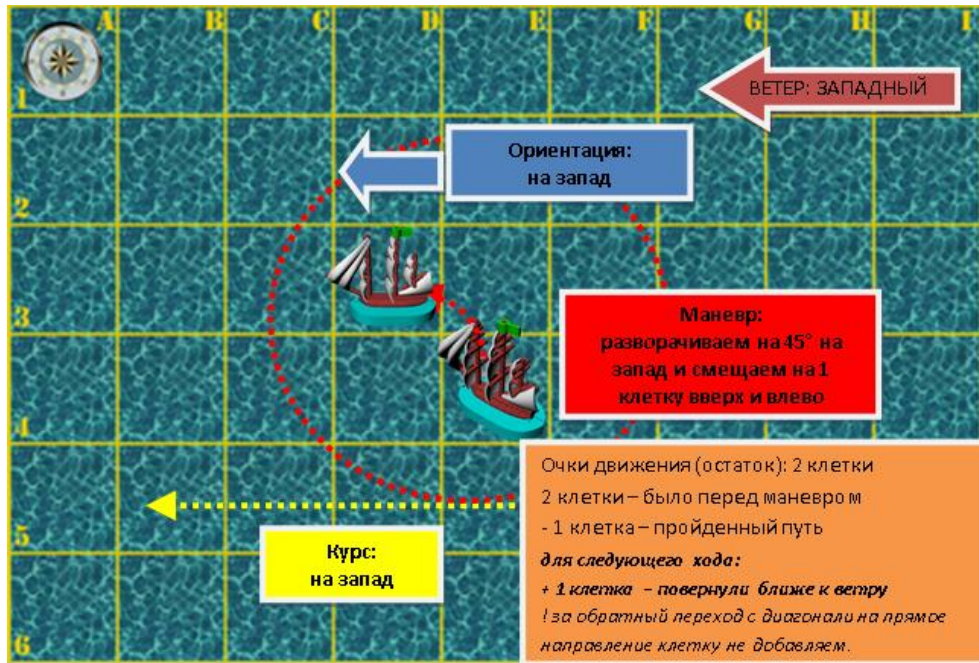 A B C D E F G H I
1
ВЕТЕР: ЗАПАДНЫЙ
Ориентация:
на запад
2
3
Маневр:
разворачиваем на 45° на
запад и смещаем на 1
клетку вверх и влево
4
Очки движения (остаток): 2 клетки
2 клетки – было перед маневром
- 1 клетка – пройденный путь
для следующего хода:
+ 1 клетка – повернули ближе к ветру
! за обратный переход с диагонали на прямое
направление клетку не добавляем.
5
Курс:
на запад
6